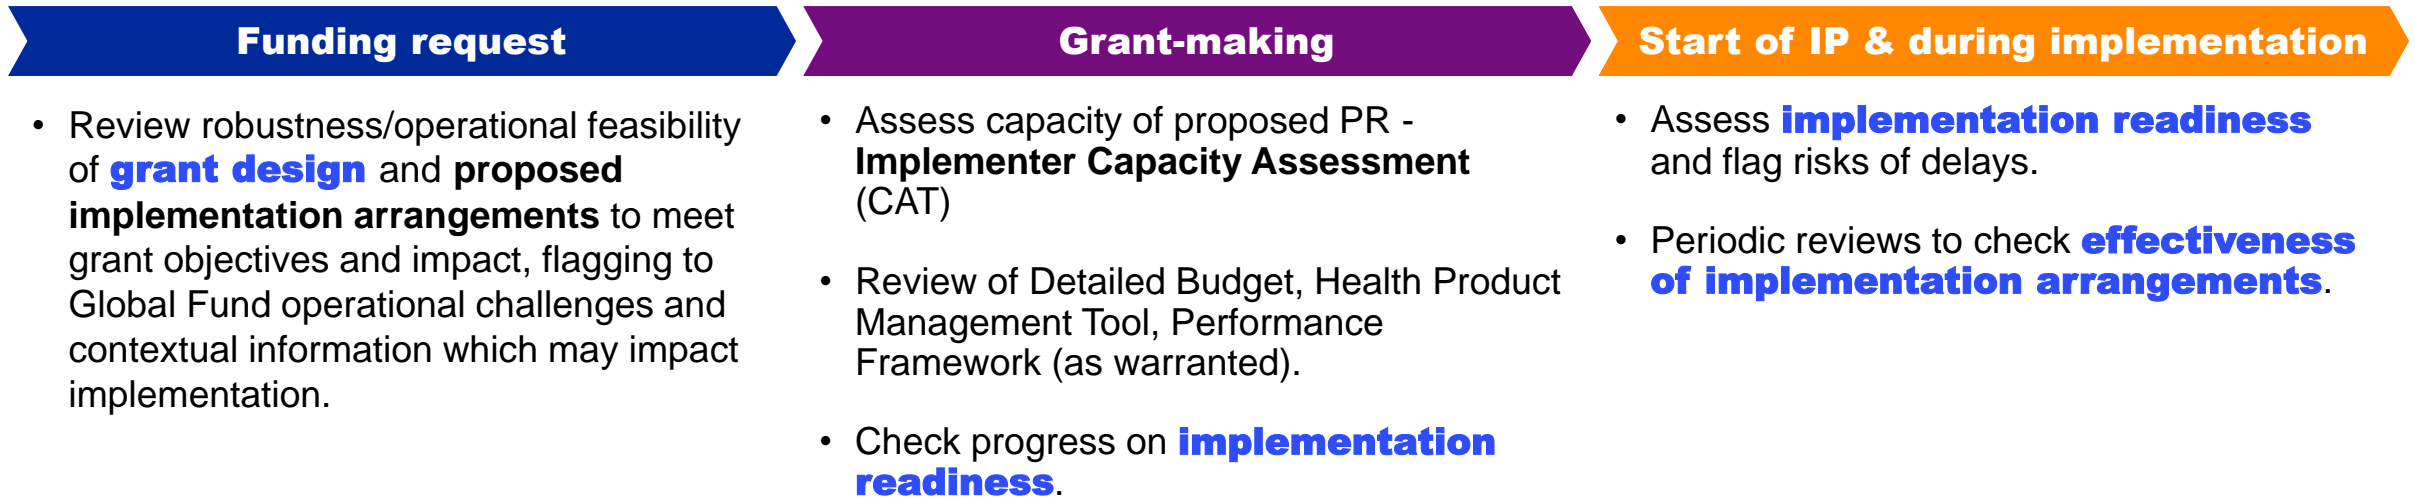 Funding request
• Review robustness/operational feasibility
of grant design and proposed
implementation arrangements to meet
grant objectives and impact, flagging to
Global Fund operational challenges and
contextual information which may impact
implementation.
Grant-making
• Assess capacity of proposed PR -
Implementer Capacity Assessment
(CAT)
• Review of Detailed Budget, Health Product
Management Tool, Performance
Framework (as warranted).
• Check progress on implementation
readiness.
Start of IP & during implementation
• Assess implementation readiness
and flag risks of delays.
• Periodic reviews to check effectiveness
of implementation arrangements.